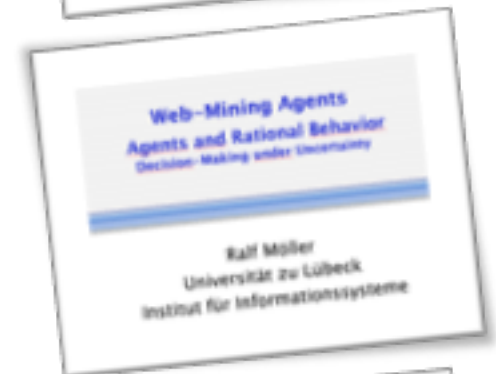 Web-Mining Agents
Agents and Rational Behavior
Decision-Making under Uncertainty
Ralf Möller
Universität zu Lübeck
Institut für Informationssysteme